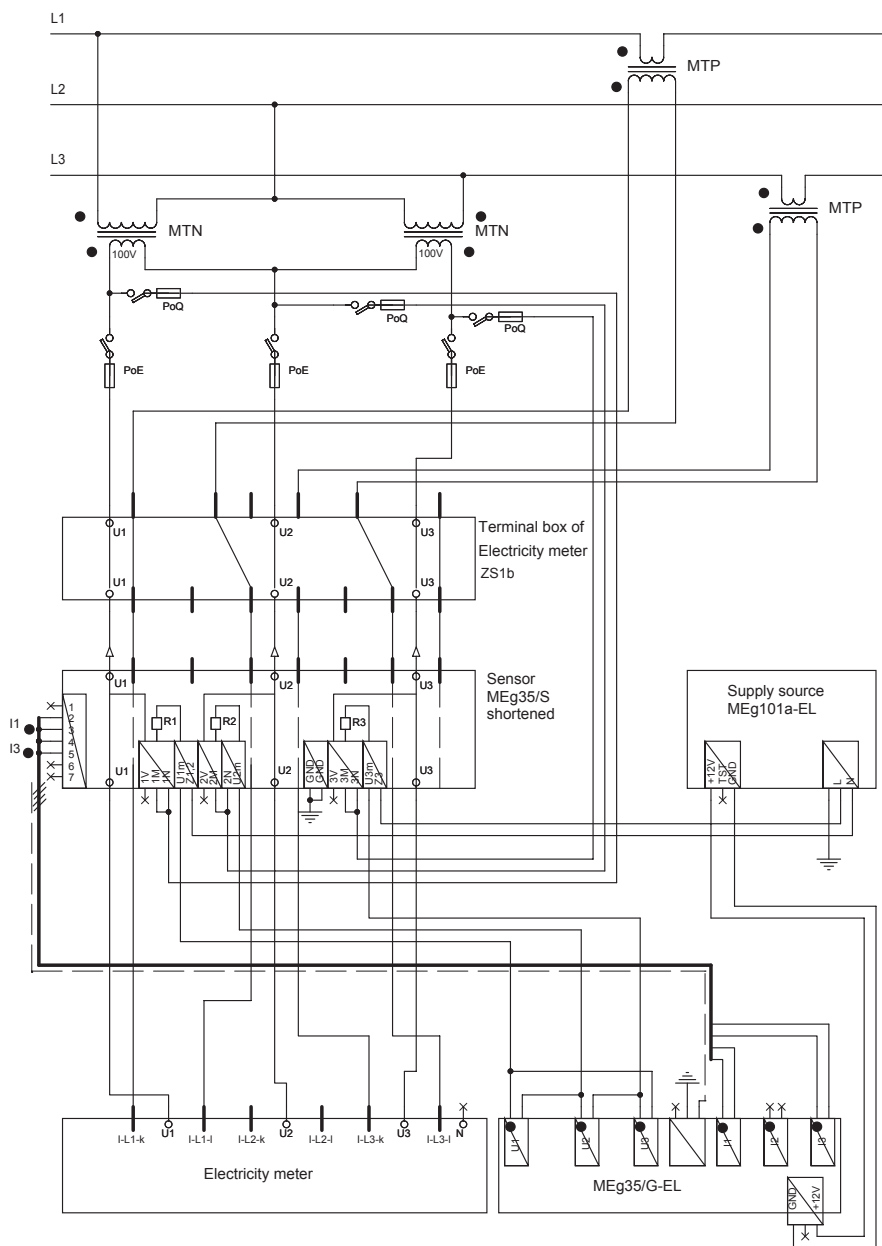 L1
MTP
L2
L3
MTP
MTN
MTN
100V
100V
PoQ
PoQ
PoQ
PoE
PoE
PoE
U1
U2
U3
Terminal box of
Electricity meter
ZS1b
U1
U2
U3
U1
U2
U3
Sensor
MEg35/S
shortened
Supply source
MEg101a-EL
I1
I3
1
2
3
4
5
6
7
R1
R2
R3
U1
1V
1M
1N
U1m
Z1,2
2V
2M
2N
U2m
U2
GND
GND
3V
3M
3N
U3m
Z3
U3
+12V
TST
GND
L
N
I-L1-k
U1
I-L1-l
I-L2-k
U2
I-L2-l
I-L3-k
U3
I-L3-l
N
Electricity meter
U1
U2
U3
I1
I2
I3
MEg35/G-EL
GND
+12V